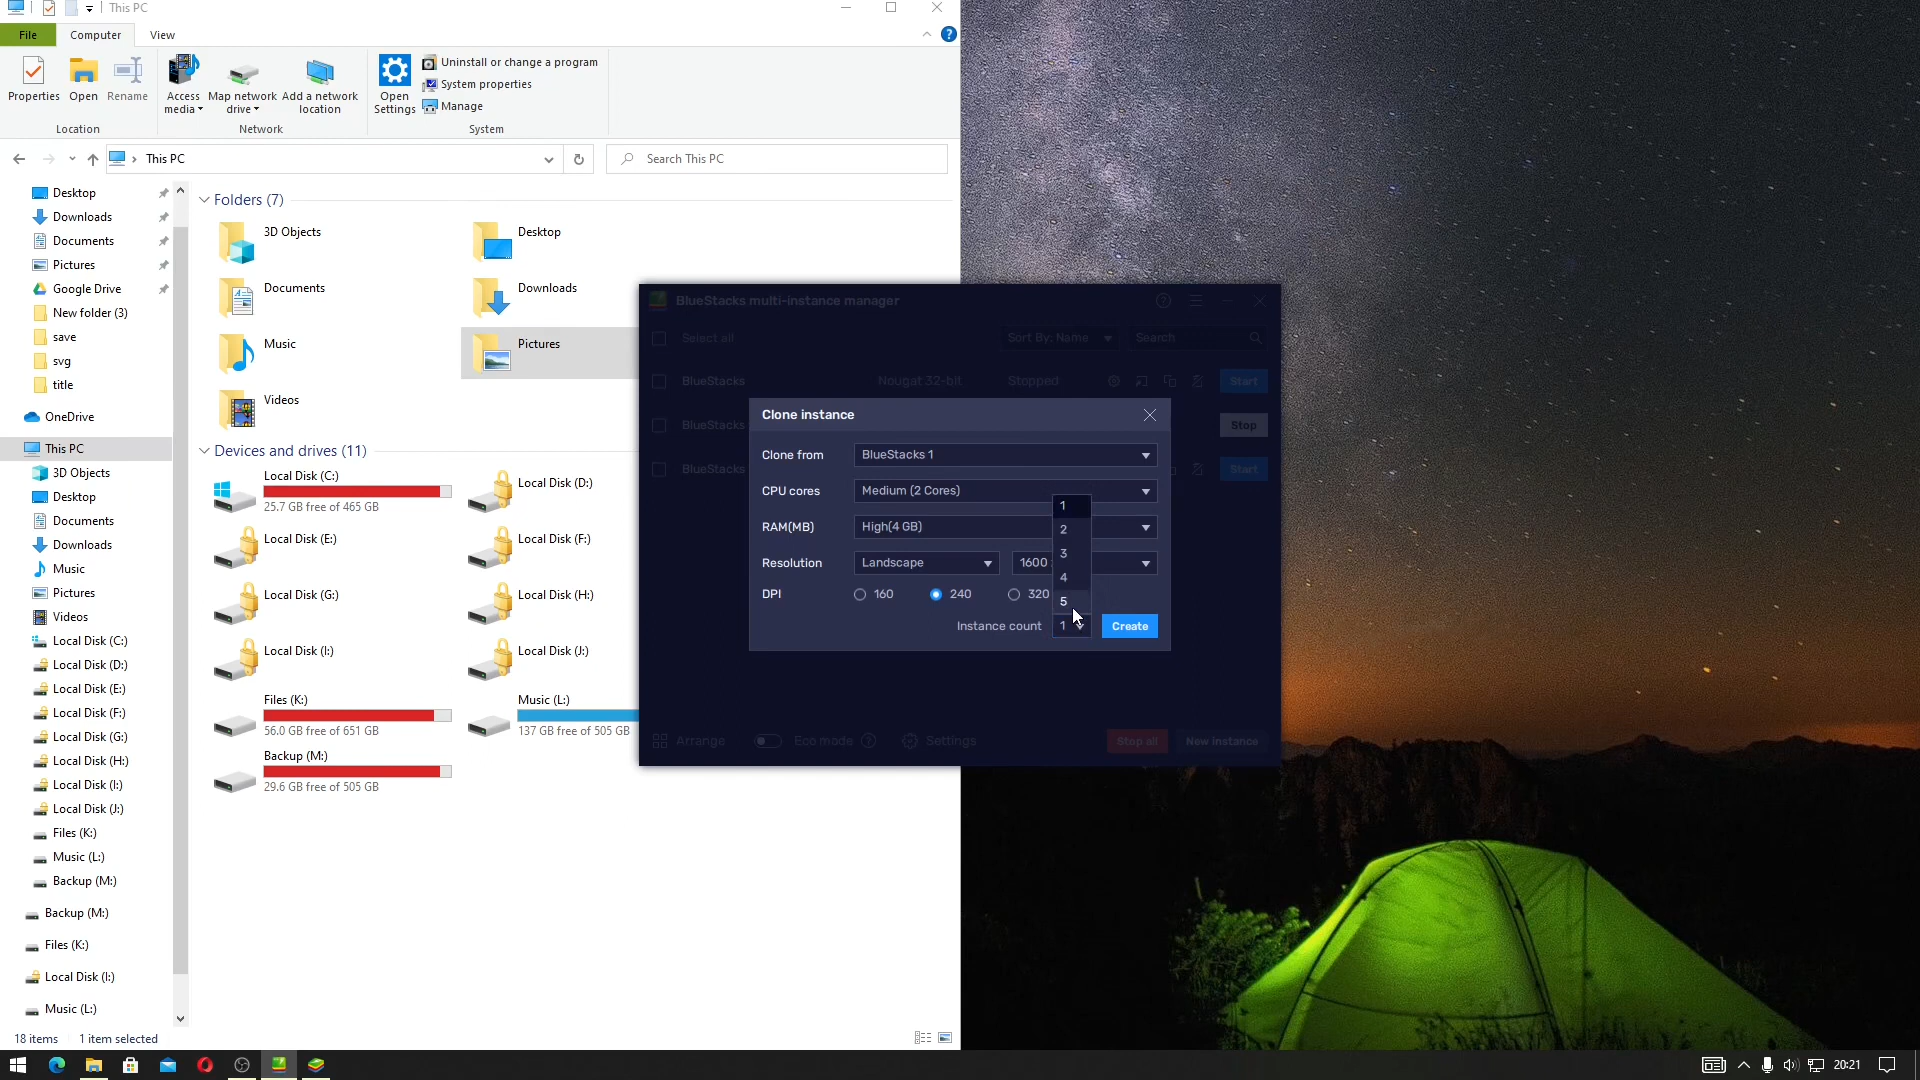 This PC
File
Computer
View
Properties
Open
Rename
Access media
Map network drive
Add a network location
Open Settings
Uninstall or change a program
System properties
Manage
Location
Network
System
This PC
Search This PC
Desktop
Downloads
Documents
Pictures
Google Drive
New folder (3)
save
svg
title
OneDrive
This PC
3D Objects
Desktop
Documents
Downloads
Music
Pictures
Videos
Local Disk (C:)
Local Disk (D:)
Local Disk (E:)
Local Disk (F:)
Local Disk (G:)
Local Disk (H:)
Local Disk (I:)
Local Disk (J:)
Files (K:)
Music (L:)
Backup (M:)
Backup (M:)
Files (K:)
Local Disk (I:)
Music (L:)
Folders (7)
3D Objects
Desktop
Documents
Downloads
Music
Pictures
Videos
Devices and drives (11)
Local Disk (C:)
25.7 GB free of 465 GB
Local Disk (D:)
Local Disk (E:)
Local Disk (F:)
Local Disk (G:)
Local Disk (H:)
Local Disk (I:)
Local Disk (J:)
Files (K:)
56.0 GB free of 651 GB
Music (L:)
137 GB free of 505 GB
Backup (M:)
29.6 GB free of 505 GB
18 items
1 item selected
BlueStacks multi-instance manager
Select all
Sort By: Name
Search
BlueStacks
Nougat 32-bit
Stopped
Start
BlueStacks
Stop
BlueStacks
Start
Clone instance
Clone from
BlueStacks 1
CPU cores
Medium (2 Cores)
RAM(MB)
High(4 GB)
Resolution
Landscape
1600
DPI
160
240
320
1
2
3
4
5
Instance count
1
Create
Arrange
Eco mode
Settings
Stop all
New instance
20:21